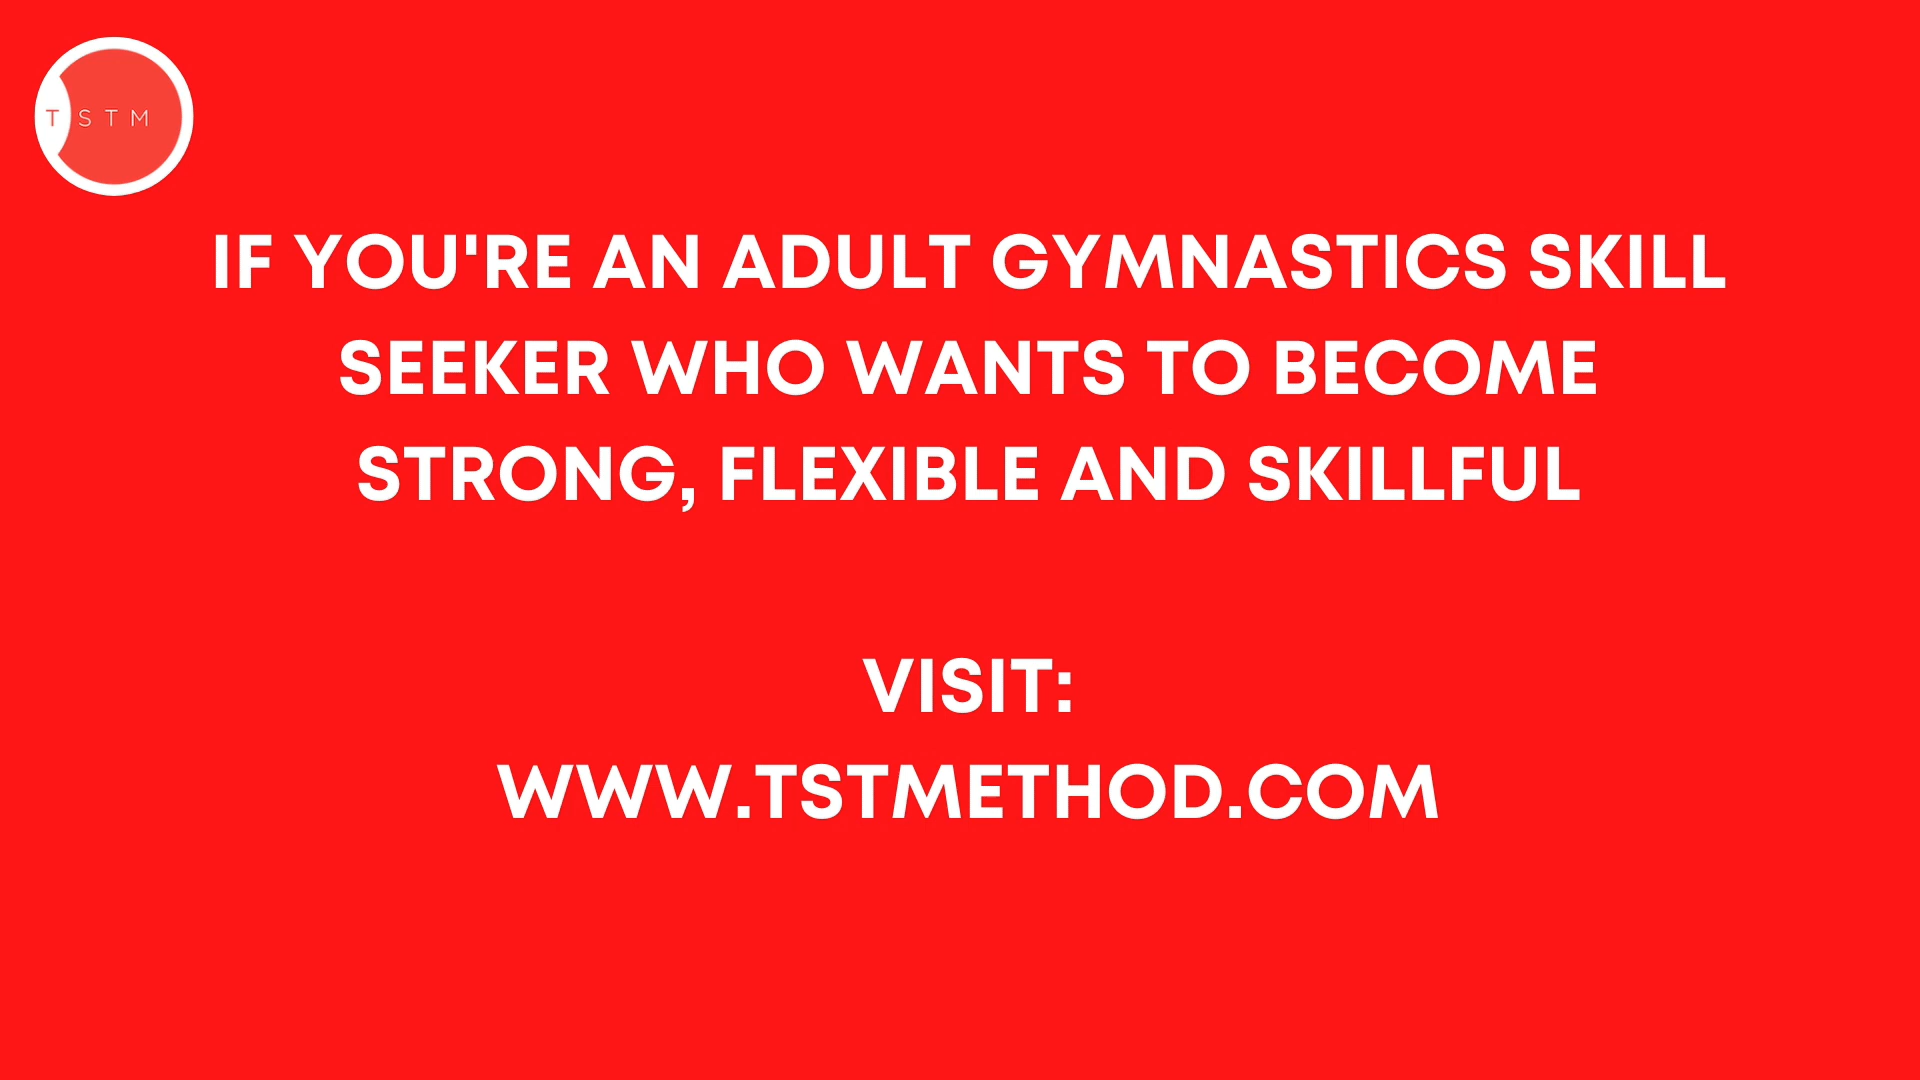 T S T M
IF YOU'RE AN ADULT GYMNASTICS SKILL
SEEKER WHO WANTS TO BECOME
STRONG, FLEXIBLE AND SKILLFUL
VISIT:
WWW.TSTMETHOD.COM